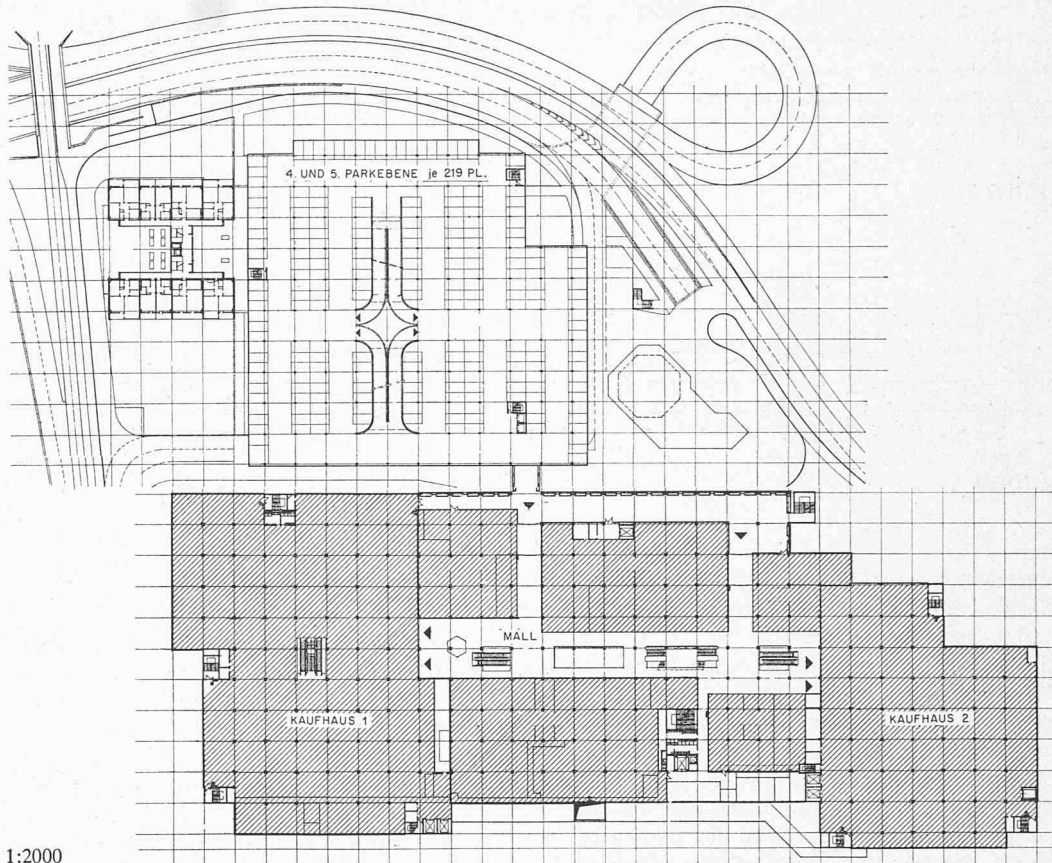 4. UND 5. PARKEBENE je 219 PL.
MALL
KAUFHAUS 1
KAUFHAUS 2
1:2000